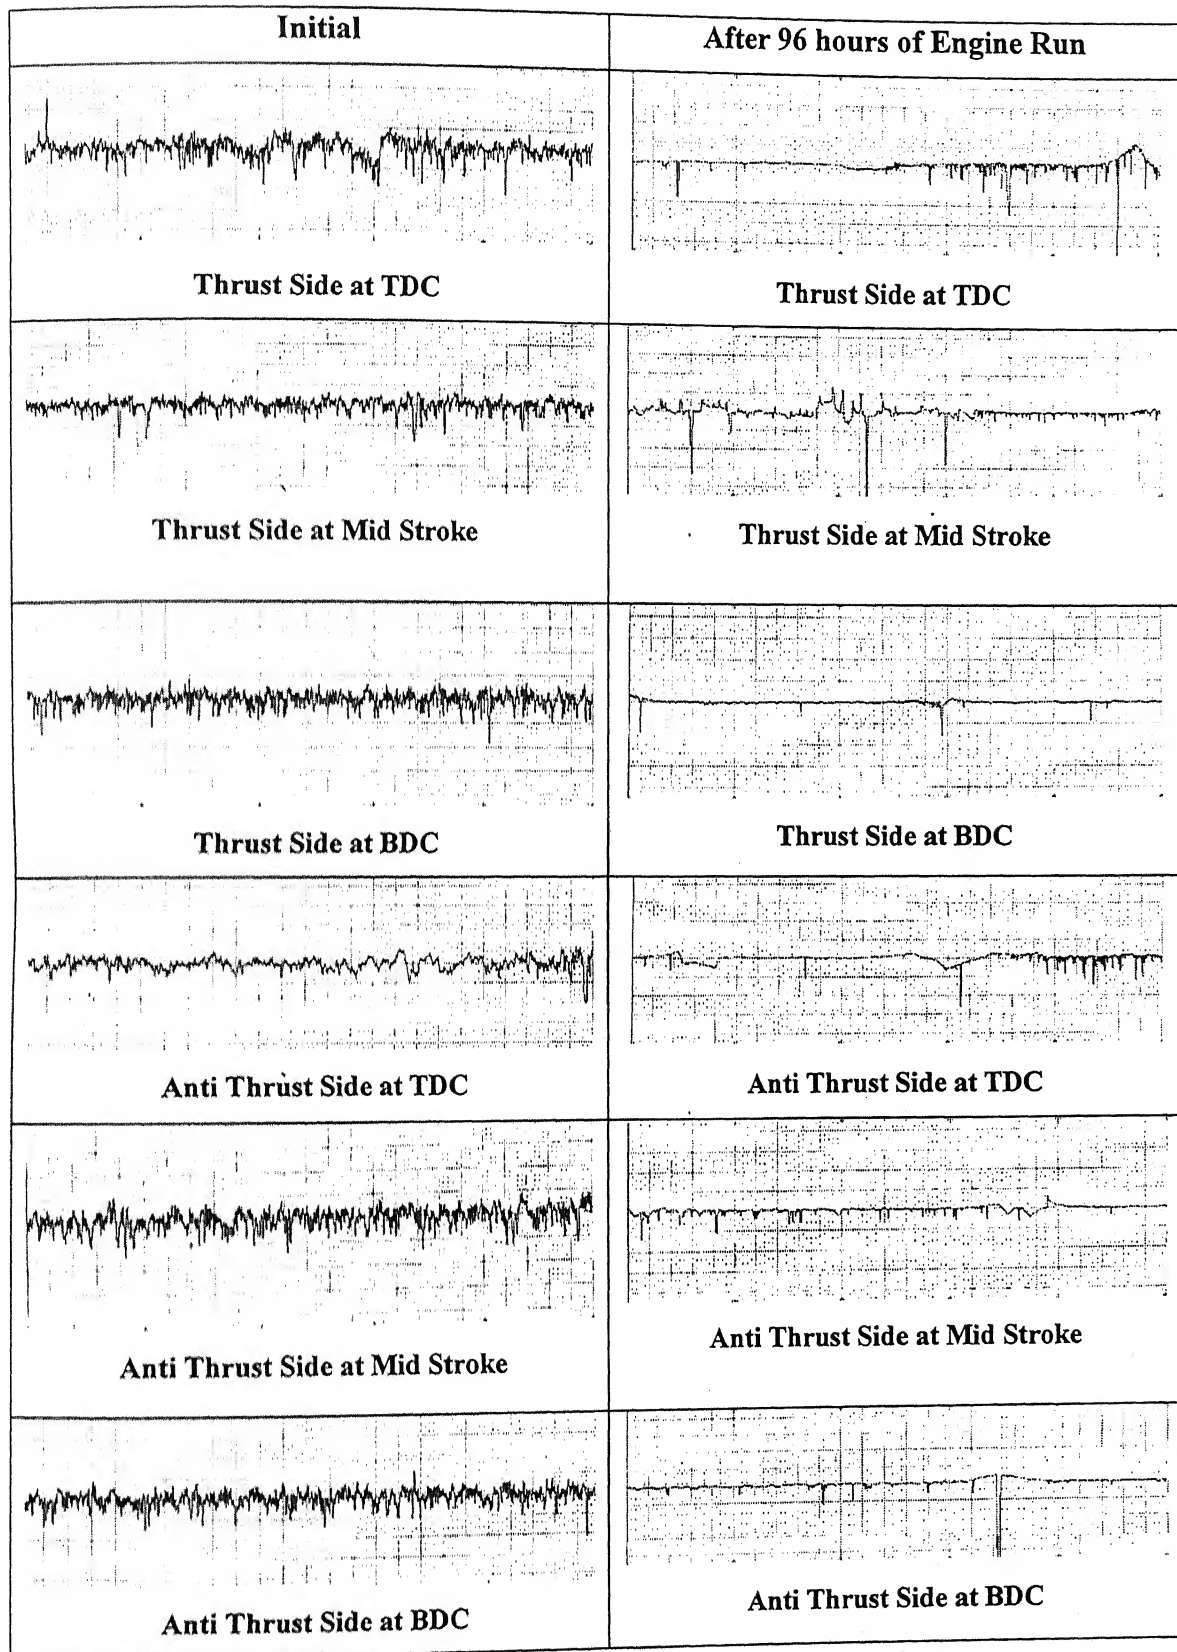 Initial
After 96 hours of Engine Run
Thrust Side at TDC
Thrust Side at TDC
Thrust Side at Mid Stroke
Thrust Side at Mid Stroke
Thrust Side at BDC
Thrust Side at BDC
Anti Thrust Side at TDC
Anti Thrust Side at TDC
Anti Thrust Side at Mid Stroke
Anti Thrust Side at Mid Stroke
Anti Thrust Side at BDC
Anti Thrust Side at BDC